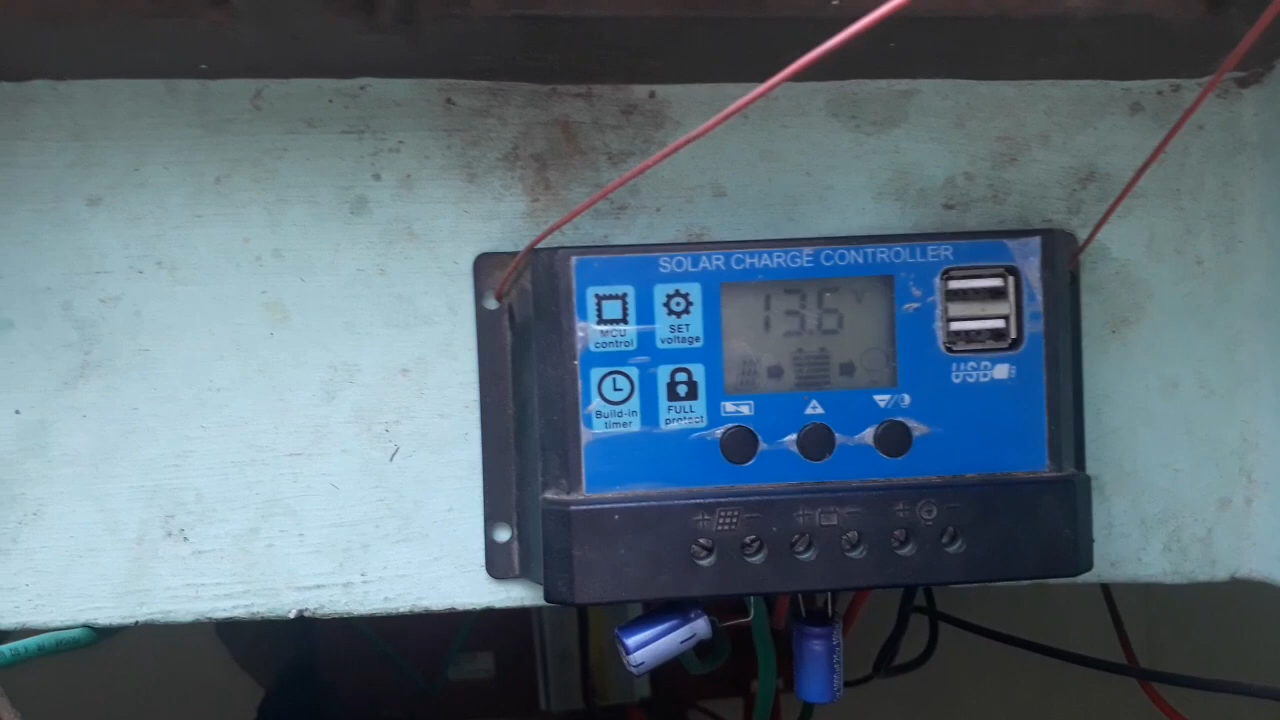 SOLAR CHARGE CONTROLLER
MCU
control
SET
voltage
Build-in
timer
FULL
protect
13.6 V
USB